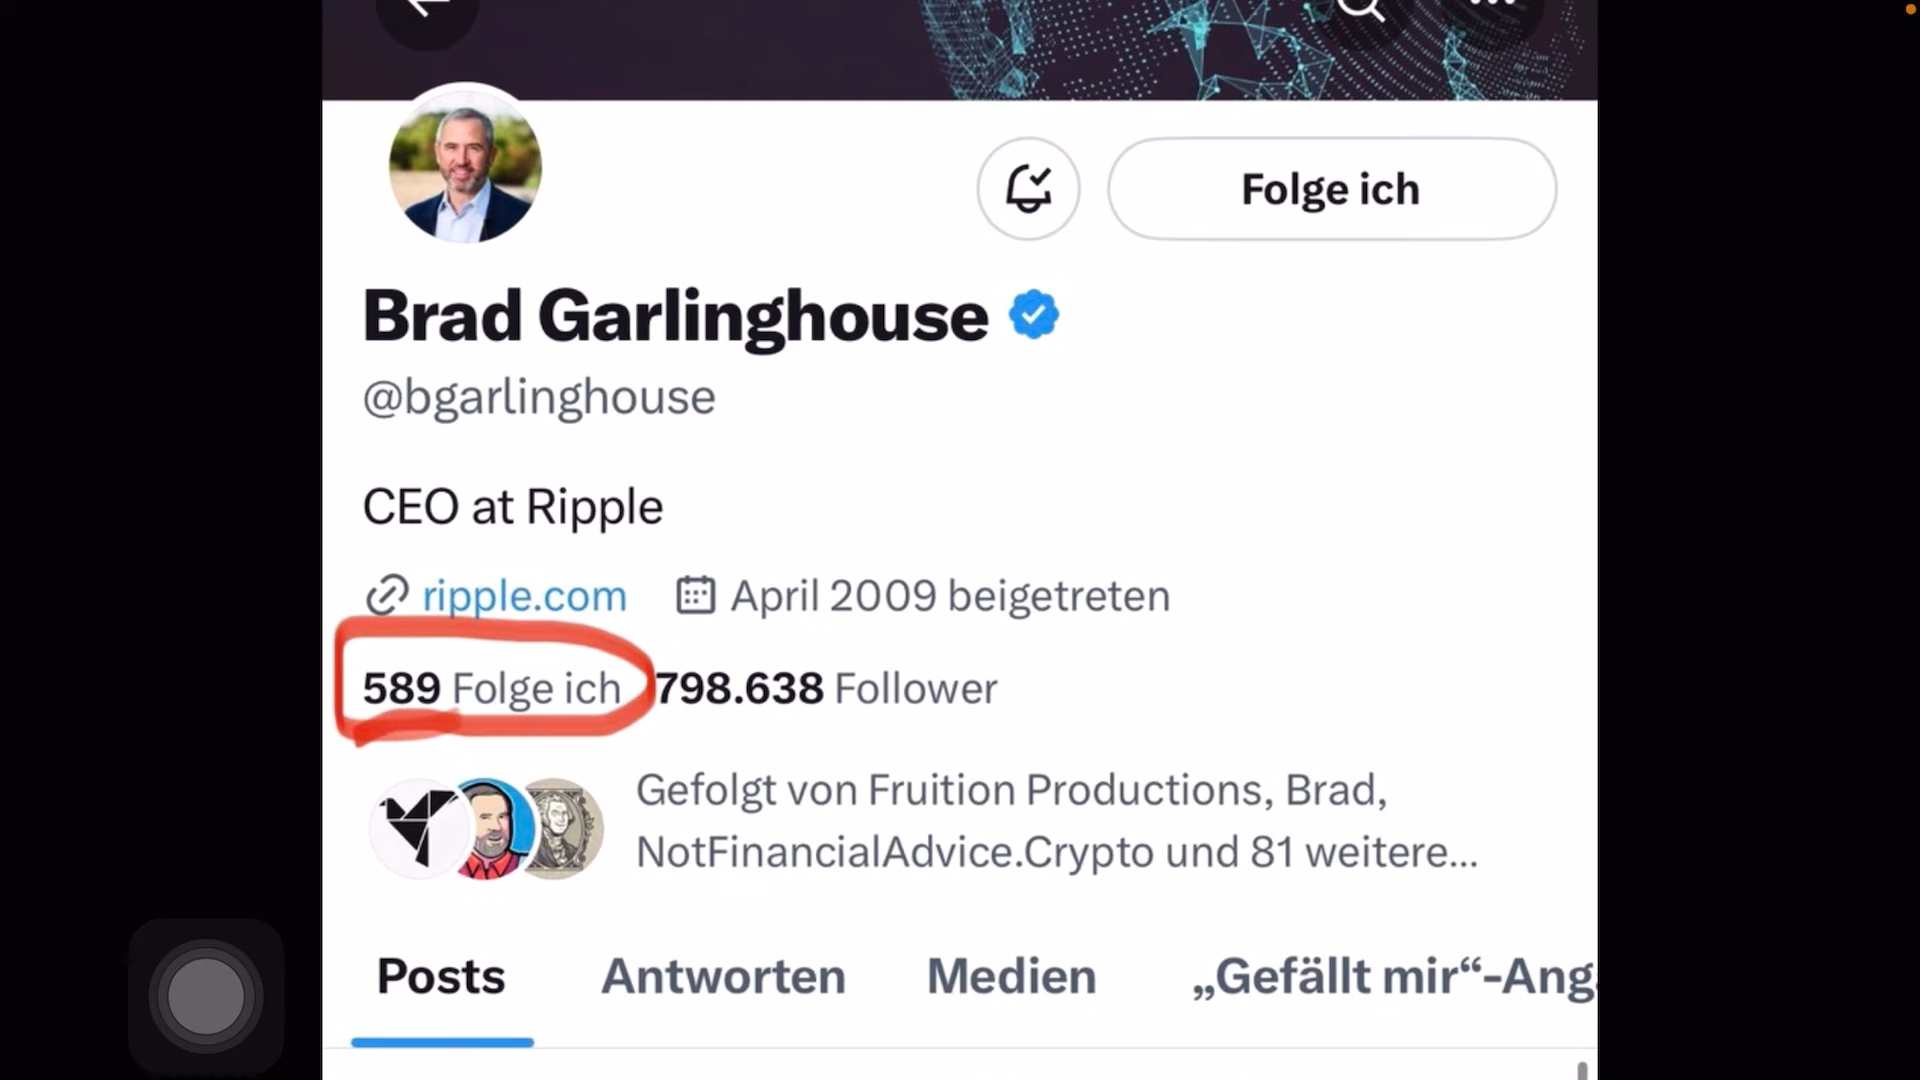 Folge ich
Brad Garlinghouse
@bgarlinghouse
CEO at Ripple
ripple.com April 2009 beigetreten
589 Folge ich 798.638 Follower
Gefolgt von Fruition Productions, Brad,
NotFinancialAdvice.Crypto und 81 weitere...
Posts Antworten Medien „Gefällt mir“-Ang